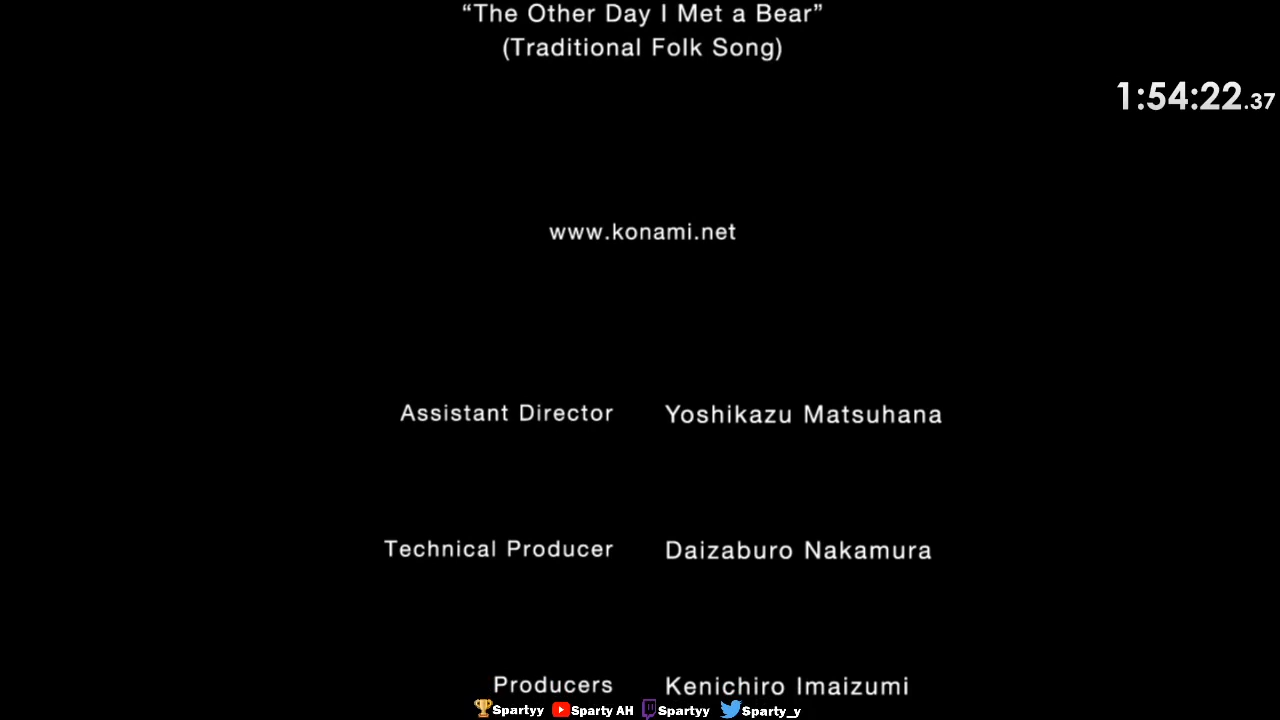 “The Other Day I Met a Bear”
(Traditional Folk Song)
1:54:22.37
www.konami.net
Assistant Director Yoshikazu Matsuhana
Technical Producer Daizaburo Nakamura
Producers Kenichiro Imaizumi
Spartyy Sparty AH Spartyy Sparty_y